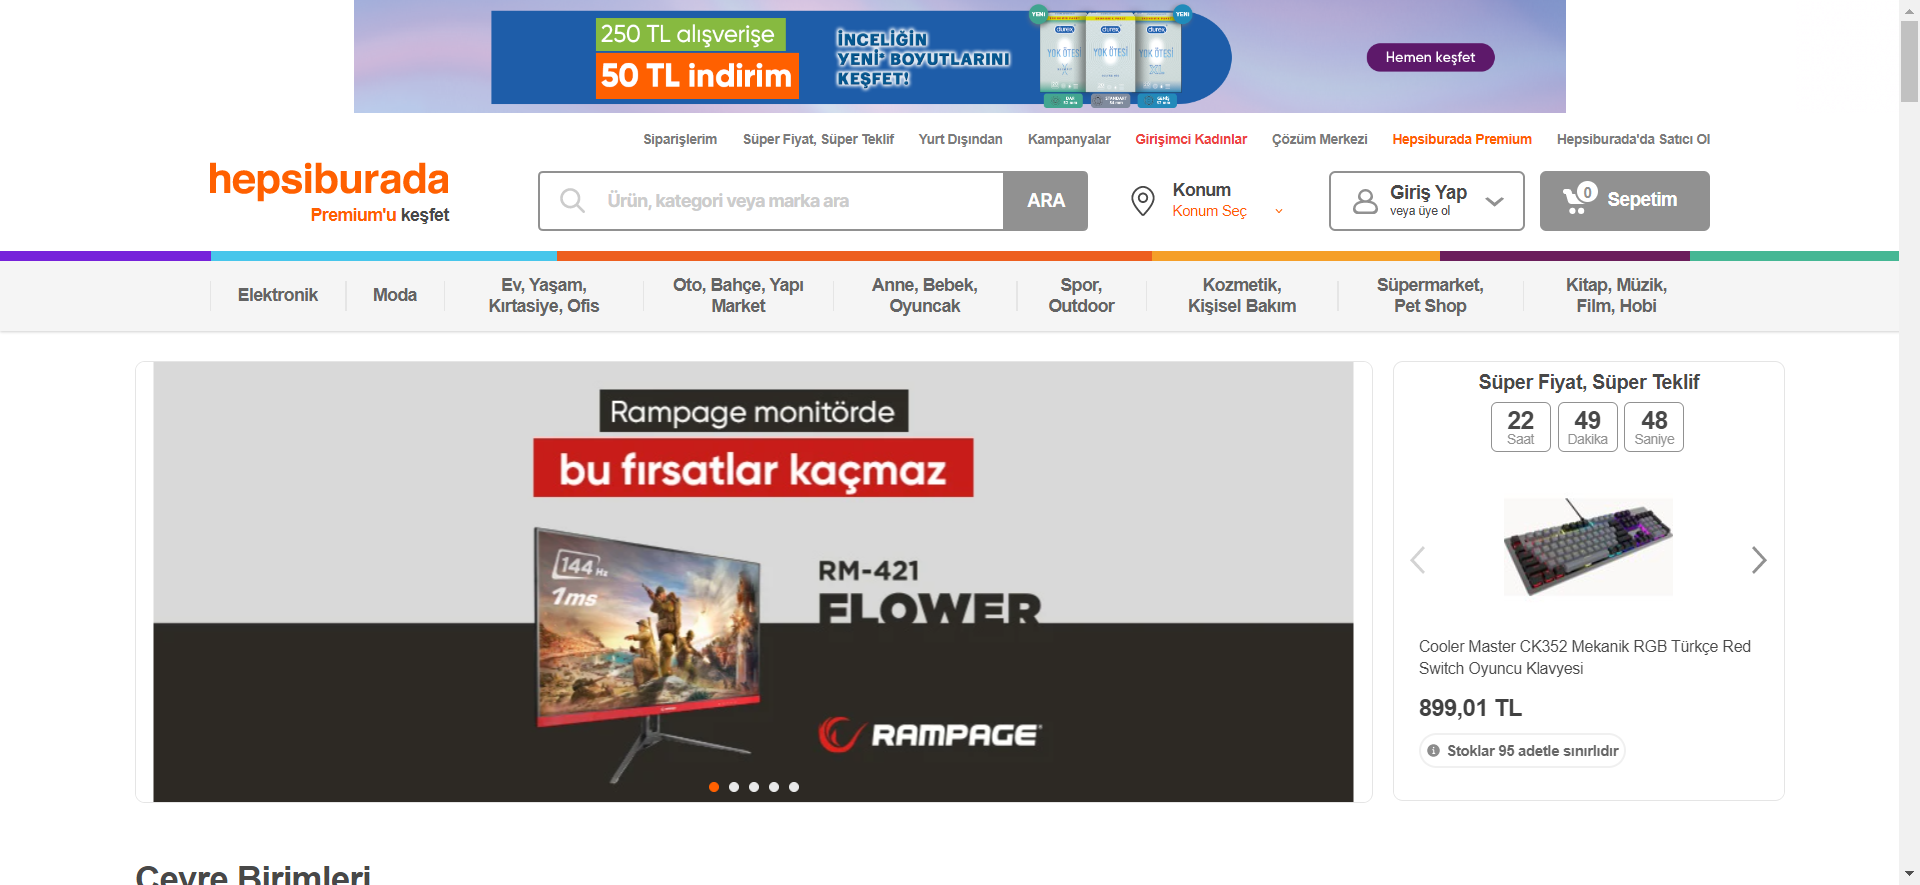 250 TL alışverişe
50 TL indirim
İNCELİĞİN
YENİ BOYUTLARINI
KEŞFET!
YENİ
YENİ
durex
durex
durex
YOK ÖTESİ
YOK ÖTESİ
YOK ÖTESİ
XL
Hemen keşfet
Siparişlerim
Süper Fiyat, Süper Teklif
Yurt Dışından
Kampanyalar
Girişimci Kadınlar
Çözüm Merkezi
Hepsiburada Premium
Hepsiburada'da Satıcı Ol
hepsiburada
Premium'u keşfet
Ürün, kategori veya marka ara
ARA
Konum
Konum Seç
Giriş Yap
veya üye ol
0
Sepetim
Elektronik
Moda
Ev, Yaşam,
Kırtasiye, Ofis
Oto, Bahçe, Yapı
Market
Anne, Bebek,
Oyuncak
Spor,
Outdoor
Kozmetik,
Kişisel Bakım
Süpermarket,
Pet Shop
Kitap, Müzik,
Film, Hobi
Rampage monitörde
bu fırsatlar kaçmaz
144 Hz
1ms
RM-421
FLOWER
RAMPAGE
Süper Fiyat, Süper Teklif
22 49 48
Saat Dakika Saniye
Cooler Master CK352 Mekanik RGB Türkçe Red
Switch Oyuncu Klavyesi
899,01 TL
Stoklar 95 adetle sınırlıdır
Çevre Birimleri